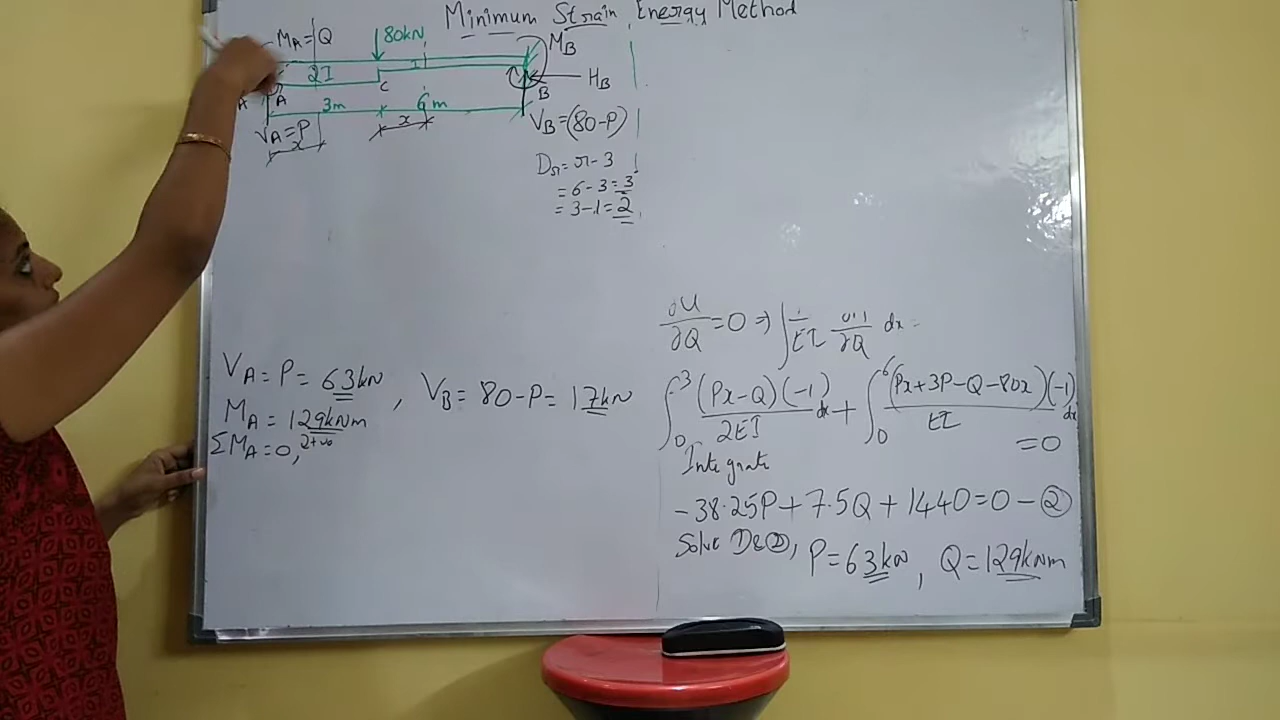 Minimum Strain Energy Method
MA=Q
80kN
MB
2I
I
HB
A
C
B
3m
6m
x
VA=P
x
VB=(80-P)
Ds=r-3
=6-3=3
=3-1=2
∂U/∂Q=0 ⇒ ∫ /EI /∂Q dx=
∫₀³ (Px-Q)(-1)/2EI dx + ∫₀⁶ (Px+3P-Q-80x)(-1)/EI dx
=0
Integrate
-38.25P+7.5Q+1440=0-②
Solve ①&②, P=63kN, Q=129kNm
VA=P=63kN, VB=80-P=17kN
MA=129kNm
ΣMA=0,